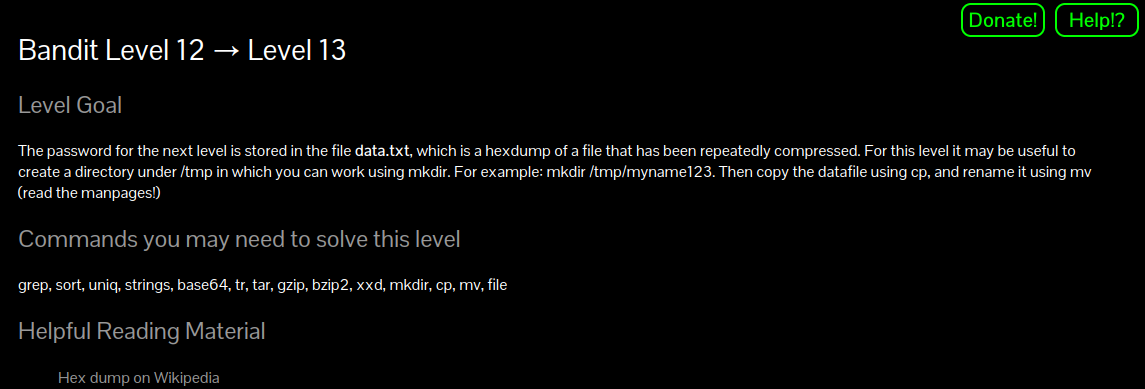 Donate! Help!?
Bandit Level 12 → Level 13
Level Goal
The password for the next level is stored in the file data.txt, which is a hexdump of a file that has been repeatedly compressed. For this level it may be useful to
create a directory under /tmp in which you can work using mkdir. For example: mkdir /tmp/myname123. Then copy the datafile using cp, and rename it using mv
(read the manpages!)
Commands you may need to solve this level
grep, sort, uniq, strings, base64, tr, tar, gzip, bzip2, xxd, mkdir, cp, mv, file
Helpful Reading Material
Hex dump on Wikipedia